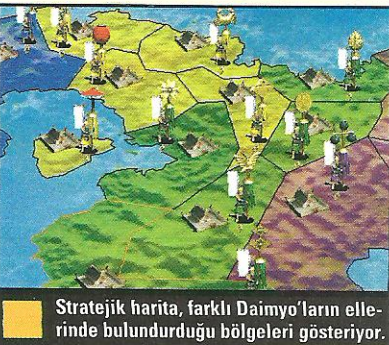 Stratejik harita, farklı Daimyo'ların elle-
rinde bulundurduğu bölgeleri gösteriyor.